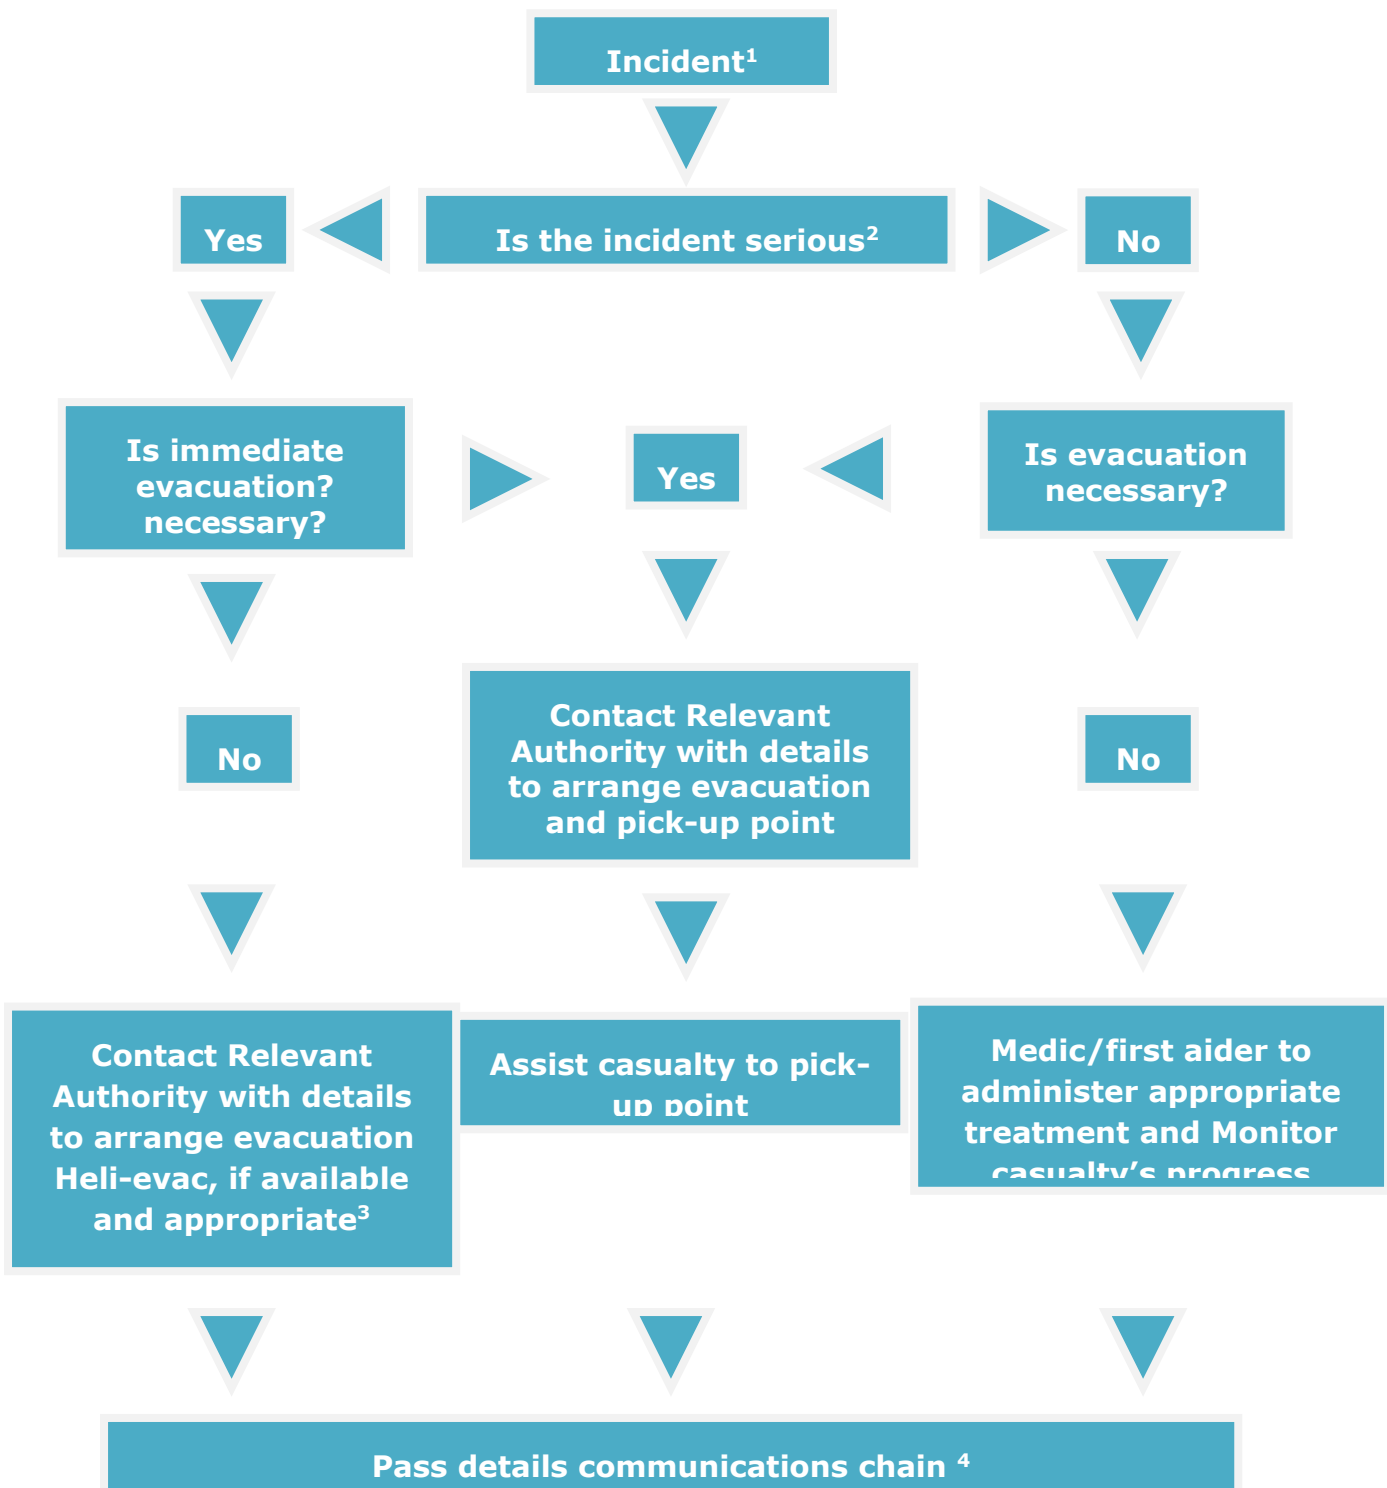 Incident¹
Yes
Is the incident serious²
No
Is immediate
evacuation?
necessary?
Yes
Is evacuation
necessary?
Contact Relevant
Authority with details
to arrange evacuation
and pick-up point
No
No
Contact Relevant
Authority with details
to arrange evacuation
Heli-evac, if available
and appropriate³
Assist casualty to pick-
up point
Medic/first aider to
administer appropriate
treatment and Monitor
casualty’s progress
Pass details communications chain ⁴